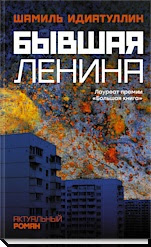 ШАМИЛЬ ИДИАТУЛЛИН
БЫВШАЯ
ЛЕНИНА
Лауреат премии
«Большая книга»
АКТУАЛЬНЫЙ
РОМАН